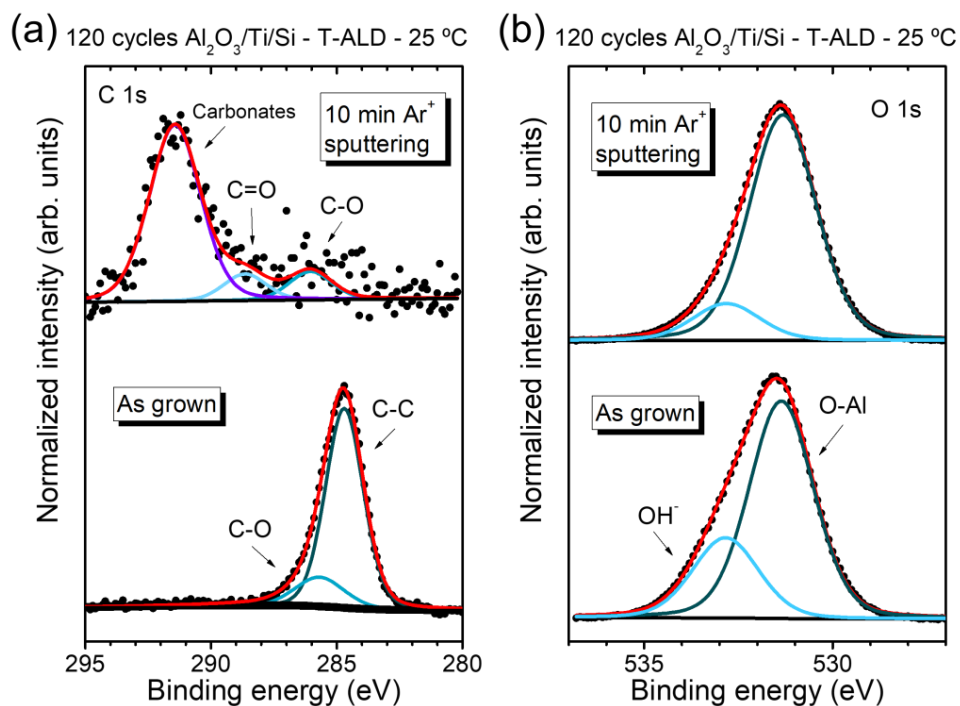 (a) 120 cycles Al₂O₃/Ti/Si - T-ALD - 25 ºC
C 1s
Carbonates
10 min Ar⁺
sputtering
C=O
C-O
As grown
C-C
C-O
Normalized intensity (arb. units)
295 290 285 280
Binding energy (eV)
(b) 120 cycles Al₂O₃/Ti/Si - T-ALD - 25 ºC
10 min Ar⁺
sputtering
O 1s
As grown
O-Al
OH⁻
Normalized intensity (arb. units)
535 530
Binding energy (eV)